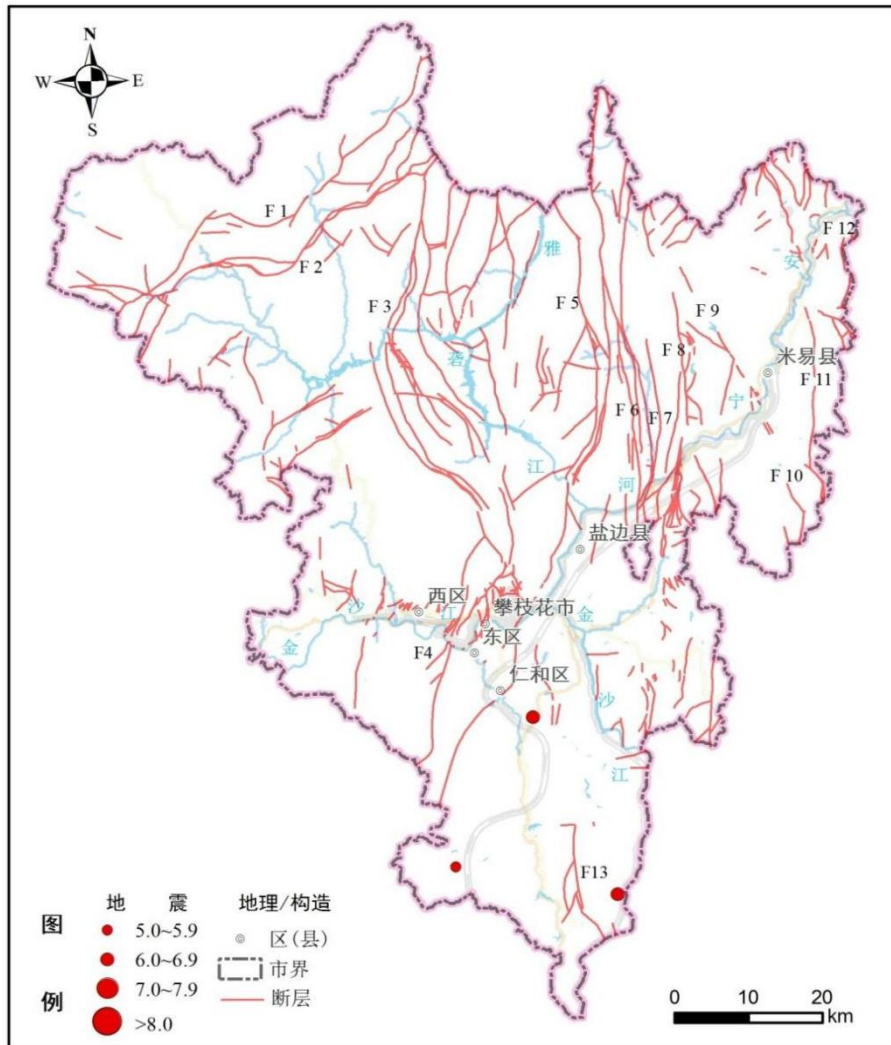 N
W E
S
F 1
F 2
F 3
F 5
F 12
F 9
F 8
F 11
F 6
F 7
F 10
F4
F13
雅
砻
江
安
宁
河
米易县
盐边县
西区
攀枝花市
东区
仁和区
金
沙
江
金
沙
江
图
例
地 震
5.0~5.9
6.0~6.9
7.0~7.9
>8.0
地理/构造
区(县)
市界
断层
0 10 20
km